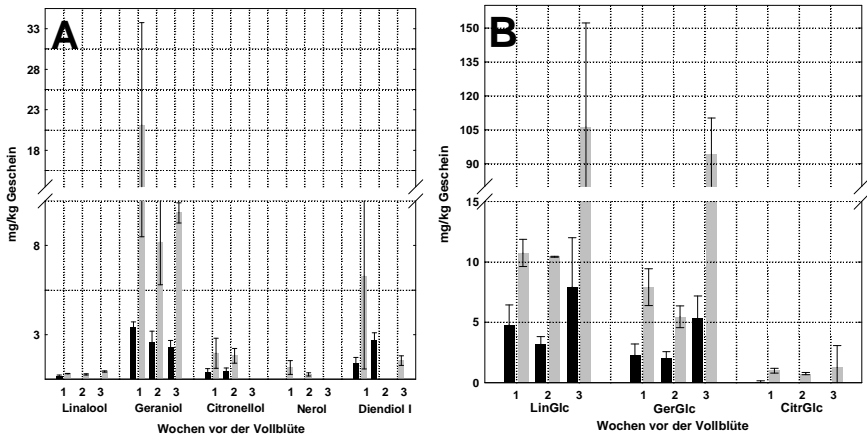 A
33
28
23
18
8
3
mg/kg Geschein
1 2 3 1 2 3 1 2 3 1 2 3 1 2 3
Linalool Geraniol Citronellol Nerol Diendiol I
Wochen vor der Vollblüte
B
150
135
120
105
90
15
10
5
0
mg/kg Geschein
1 2 3 1 2 3 1 2 3
LinGlc GerGlc CitrGlc
Wochen vor der Vollblüte